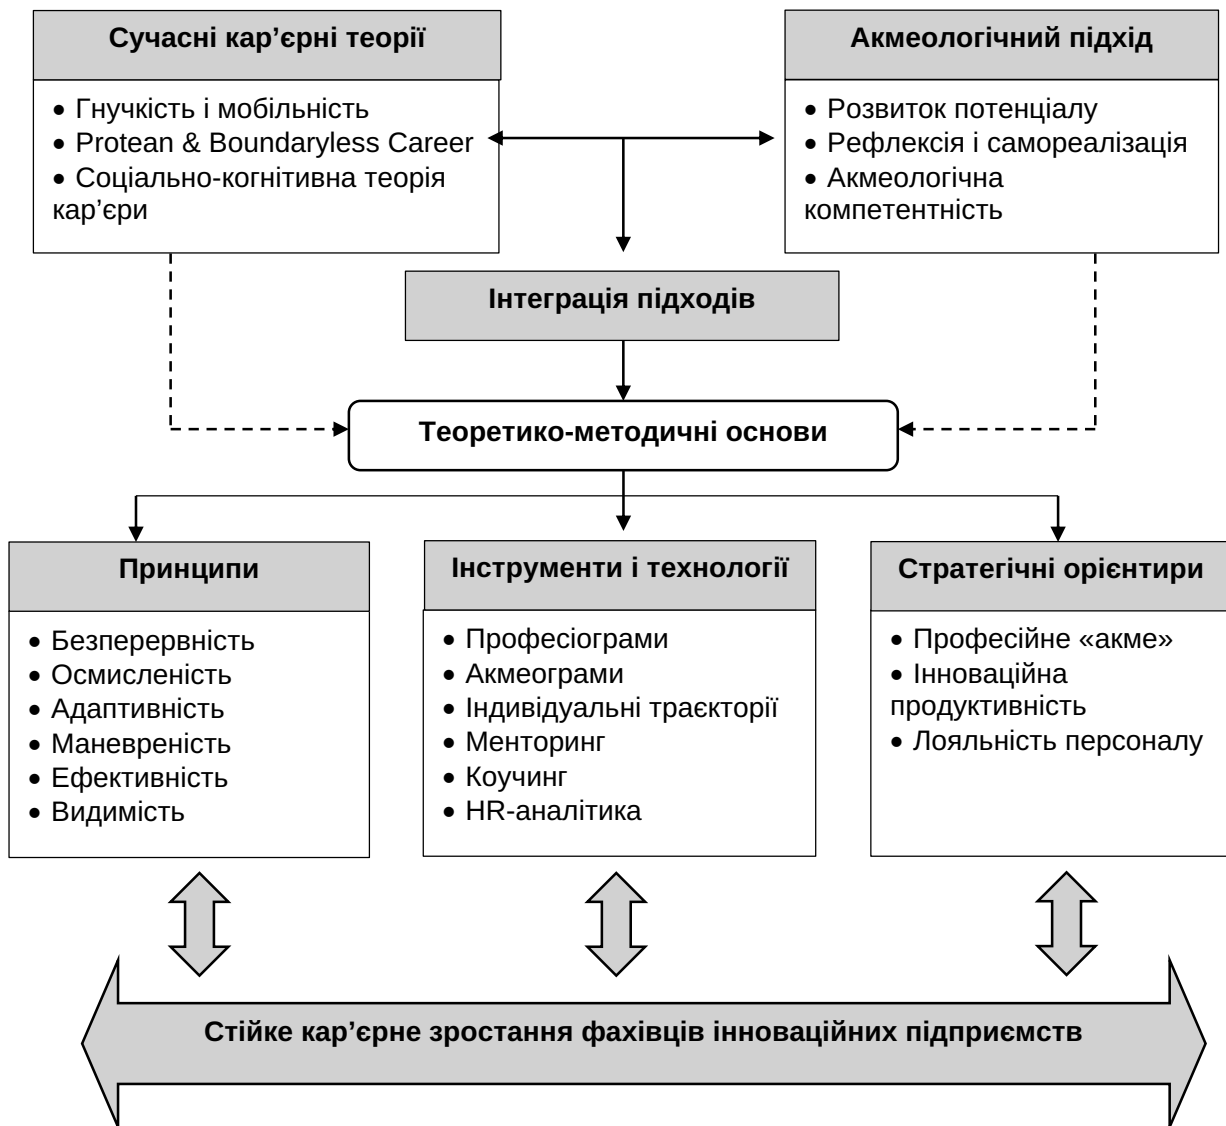 Сучасні кар’єрні теорії
• Гнучкість і мобільність
• Protean & Boundaryless Career
• Соціально-когнітивна теорія
кар’єри
Акмеологічний підхід
• Розвиток потенціалу
• Рефлексія і самореалізація
• Акмеологічна
компетентність
Інтеграція підходів
Теоретико-методичні основи
Принципи
• Безперервність
• Осмисленість
• Адаптивність
• Маневреність
• Ефективність
• Видимість
Інструменти і технології
• Професіограми
• Акмеограми
• Індивідуальні траєкторії
• Менторинг
• Коучинг
• HR-аналітика
Стратегічні орієнтири
• Професійне «акме»
• Інноваційна
продуктивність
• Лояльність персоналу
Стійке кар’єрне зростання фахівців інноваційних підприємств